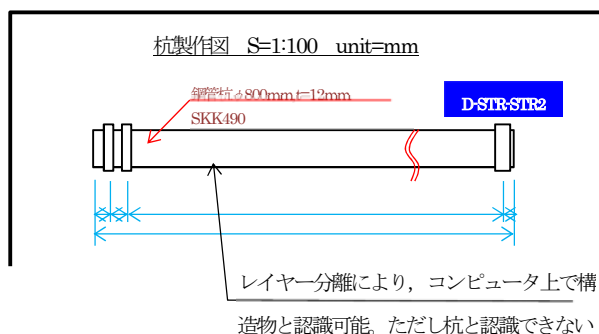 杭製作図 S=1:100 unit=mm
鋼管杭φ800mm,t=12mm
SKK490
D-STR-STR2
レイヤー分離により，コンピュータ上で構
造物と認識可能。ただし杭と認識できない